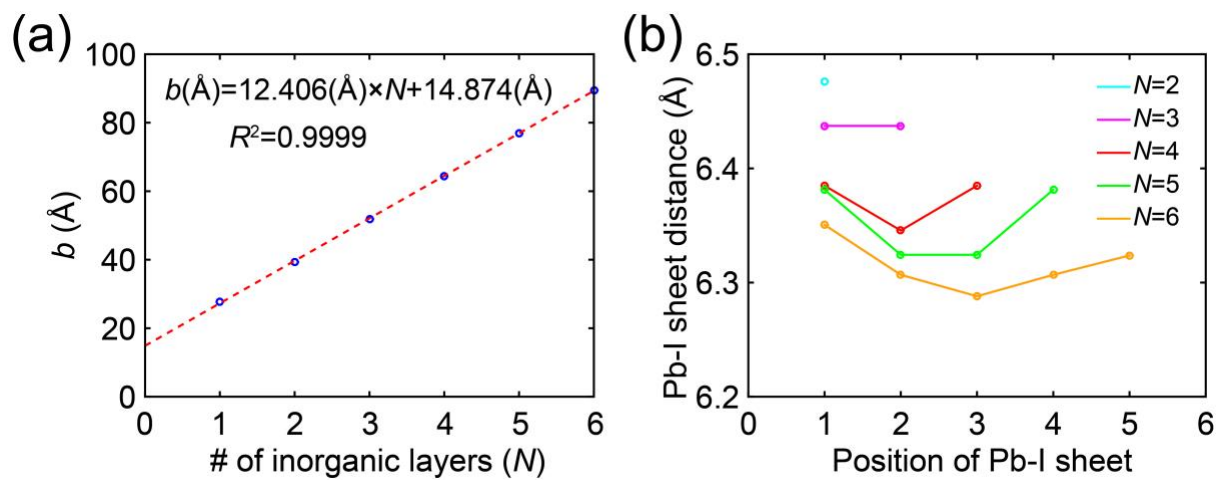 (a)
b(Å)=12.406(Å)×N+14.874(Å)
R²=0.9999
100
80
60
40
20
0
b (Å)
0 1 2 3 4 5 6
# of inorganic layers (N)
(b)
6.5
6.4
6.3
6.2
Pb-I sheet distance (Å)
N=2
N=3
N=4
N=5
N=6
0 1 2 3 4 5 6
Position of Pb-I sheet